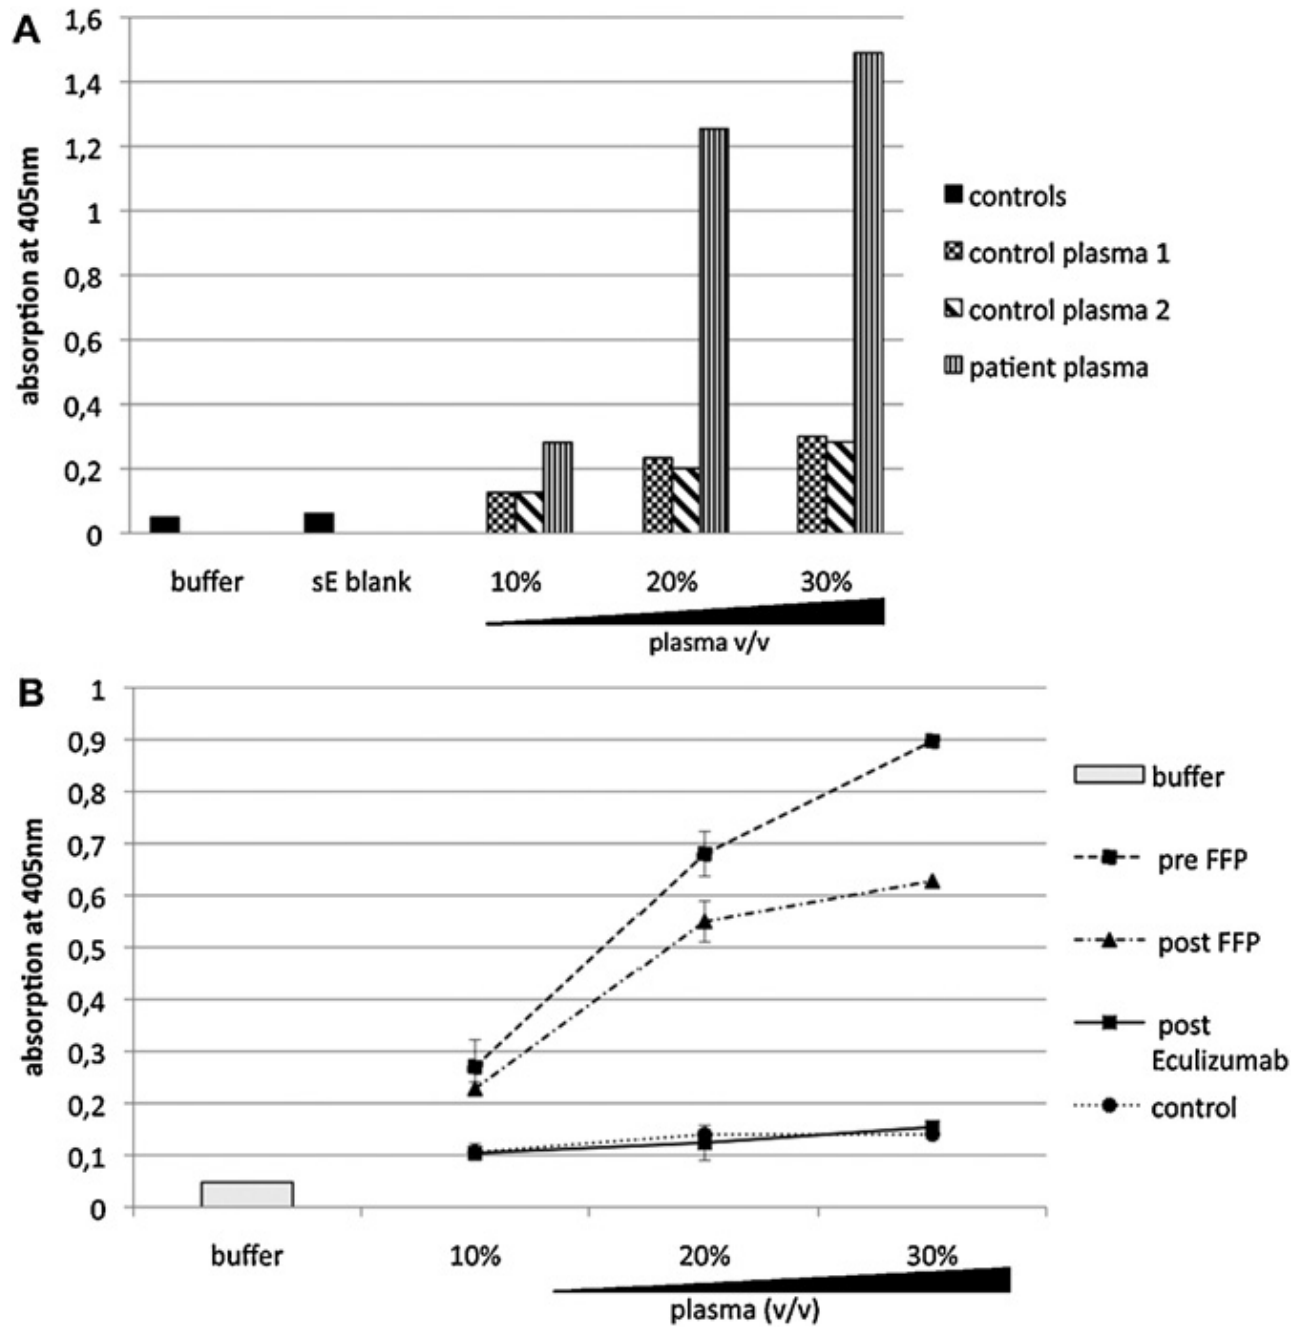 A
1,6
1,4
1,2
1
0,8
0,6
0,4
0,2
0
absorption at 405nm
buffer
sE blank
10%
20%
30%
plasma v/v
controls
control plasma 1
control plasma 2
patient plasma
B
1
0,9
0,8
0,7
0,6
0,5
0,4
0,3
0,2
0,1
0
absorption at 405nm
buffer
10%
20%
30%
plasma (v/v)
buffer
pre FFP
post FFP
post
Eculizumab
control